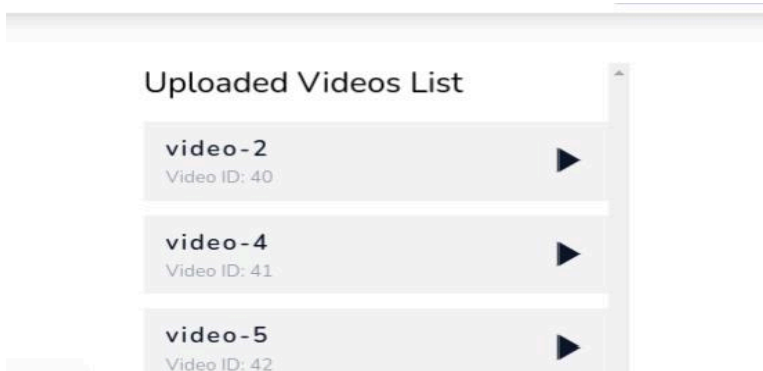 Uploaded Videos List
video-2
Video ID: 40
video-4
Video ID: 41
video-5
Video ID: 42